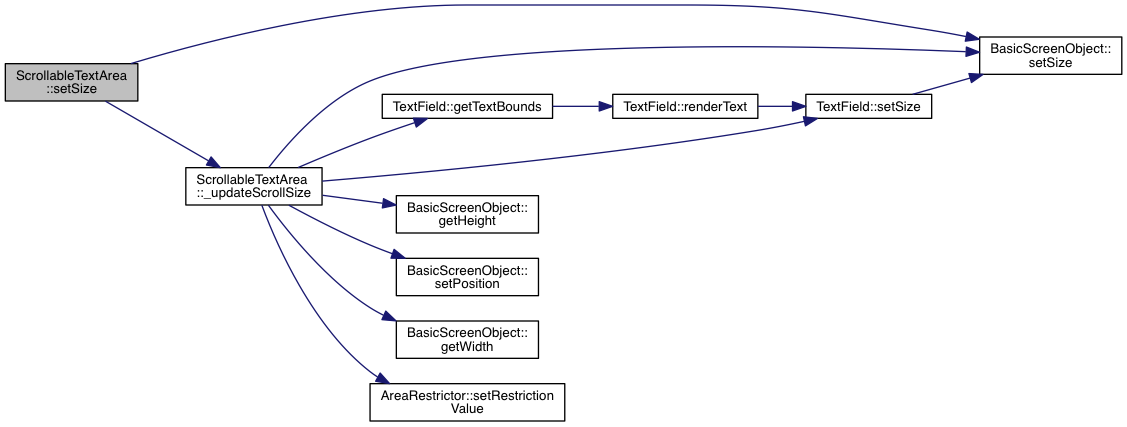 ScrollableTextArea
::setSize
ScrollableTextArea
::_updateScrollSize
BasicScreenObject::
setSize
TextField::getTextBounds
TextField::renderText
TextField::setSize
BasicScreenObject::
getHeight
BasicScreenObject::
setPosition
BasicScreenObject::
getWidth
AreaRestrictor::setRestriction
Value